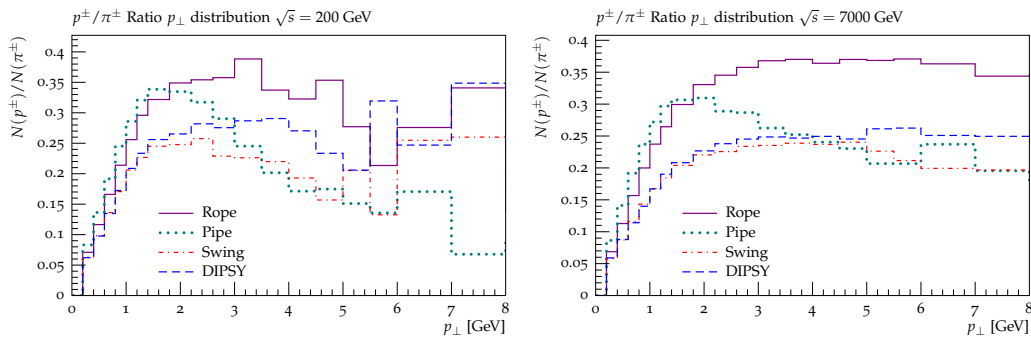 p±/π± Ratio p⊥ distribution √s = 200 GeV
N(p±)/N(π±)
0.4
0.35
0.3
0.25
0.2
0.15
0.1
0.05
0
Rope
Pipe
Swing
DIPSY
0 1 2 3 4 5 6 7 8
p⊥ [GeV]
p±/π± Ratio p⊥ distribution √s = 7000 GeV
N(p±)/N(π±)
0.4
0.35
0.3
0.25
0.2
0.15
0.1
0.05
0
Rope
Pipe
Swing
DIPSY
0 1 2 3 4 5 6 7 8
p⊥ [GeV]